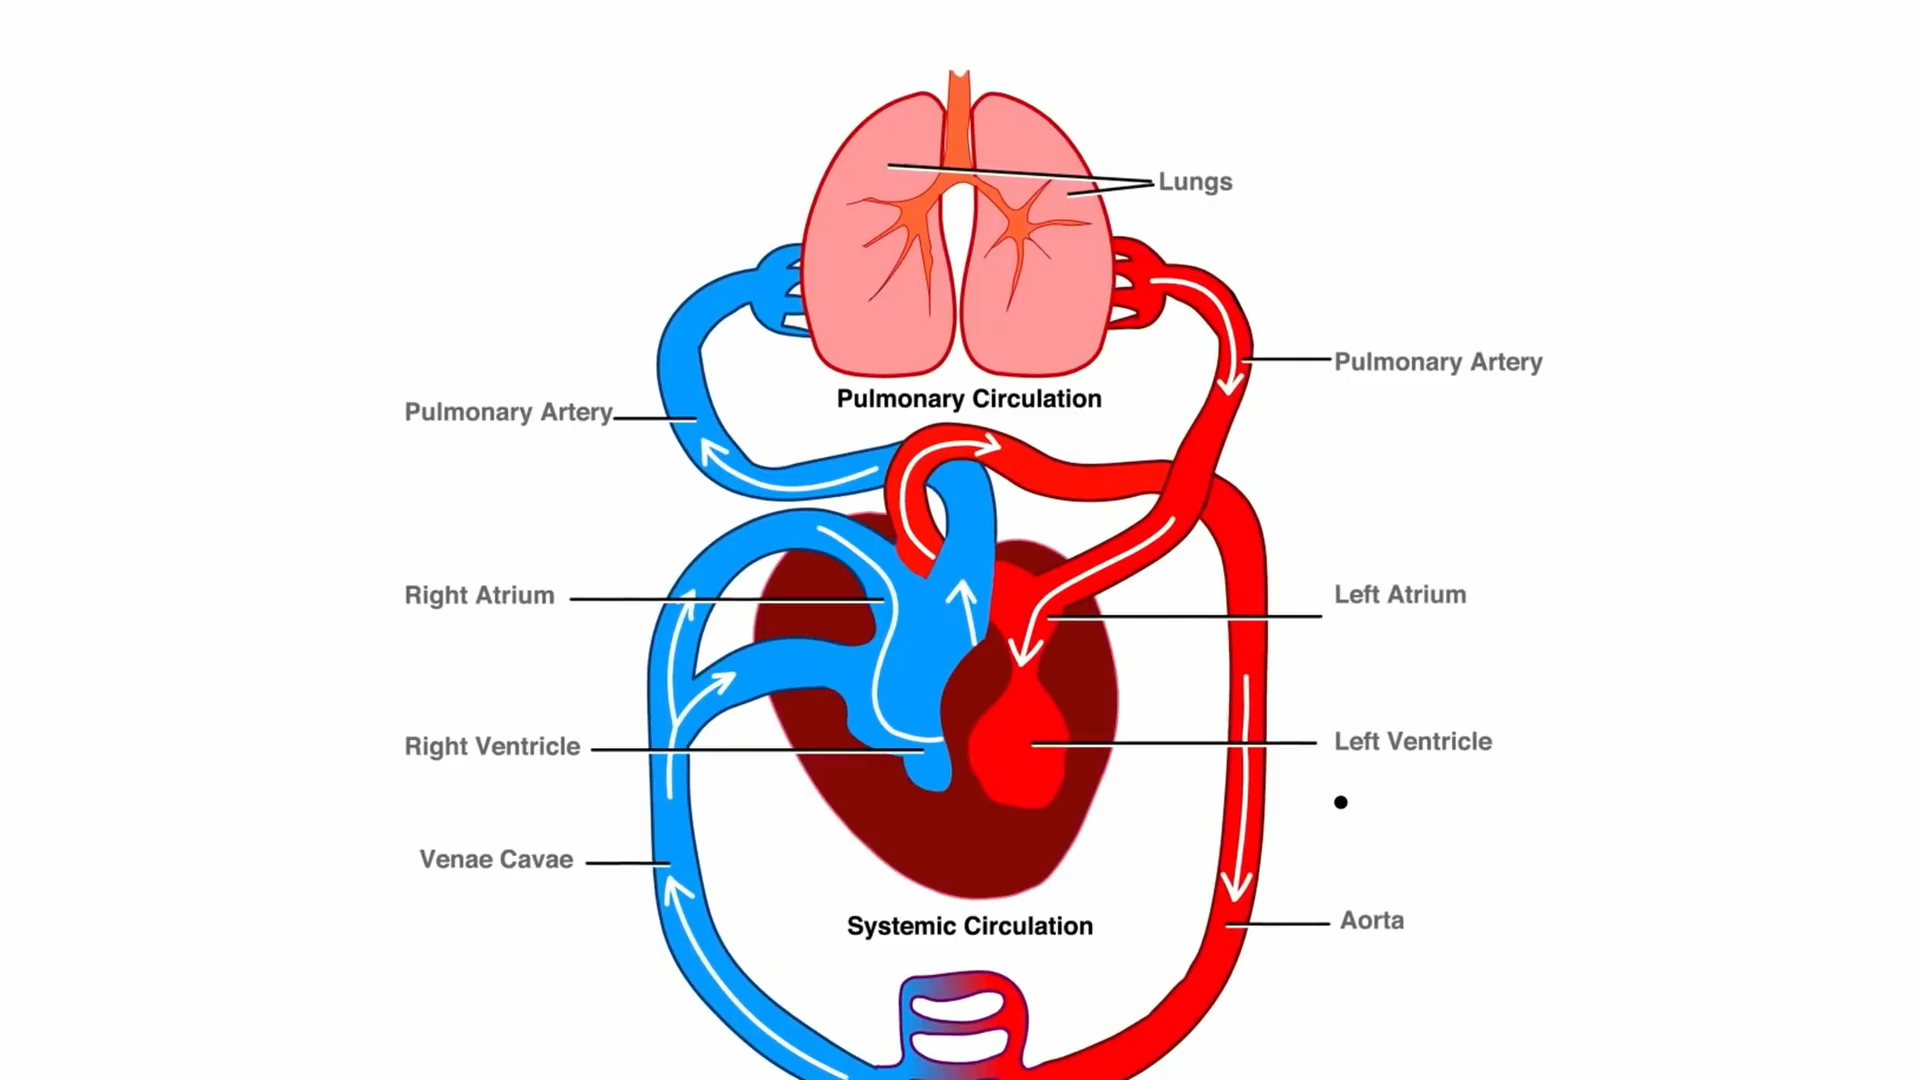 Lungs
Pulmonary Artery
Pulmonary Circulation
Pulmonary Artery
Right Atrium
Left Atrium
Right Ventricle
Left Ventricle
Venae Cavae
Systemic Circulation
Aorta